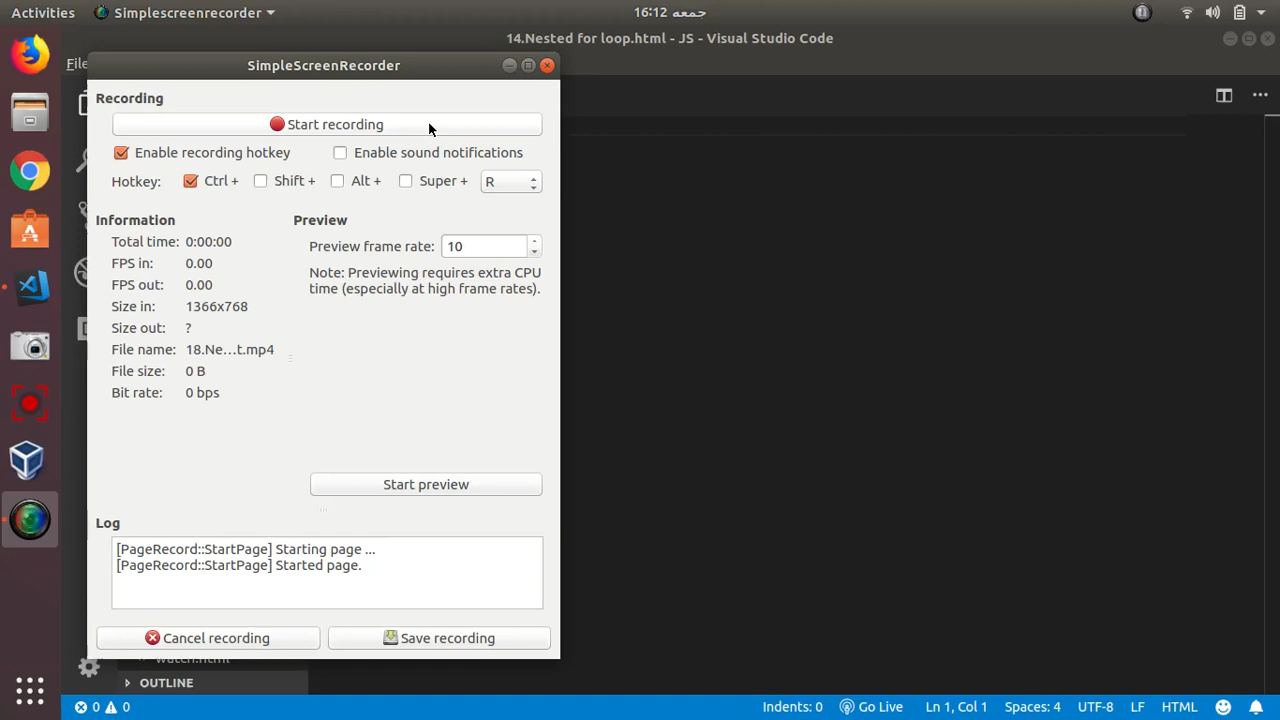 Activities Simplescreenrecorder جمعه 16:12
14.Nested for loop.html - JS - Visual Studio Code
File
SimpleScreenRecorder
Recording
Start recording
Enable recording hotkey Enable sound notifications
Hotkey: Ctrl + Shift + Alt + Super + R
Information Preview
Total time: 0:00:00
Preview frame rate: 10
FPS in: 0.00
Note: Previewing requires extra CPU
time (especially at high frame rates).
FPS out: 0.00
Size in: 1366x768
Size out: ?
File name: 18.Ne...t.mp4
File size: 0 B
Bit rate: 0 bps
Start preview
Log
[PageRecord::StartPage] Starting page ...
[PageRecord::StartPage] Started page.
Cancel recording Save recording
watch.html
OUTLINE
0 0 Indents: 0 Go Live Ln 1, Col 1 Spaces: 4 UTF-8 LF HTML